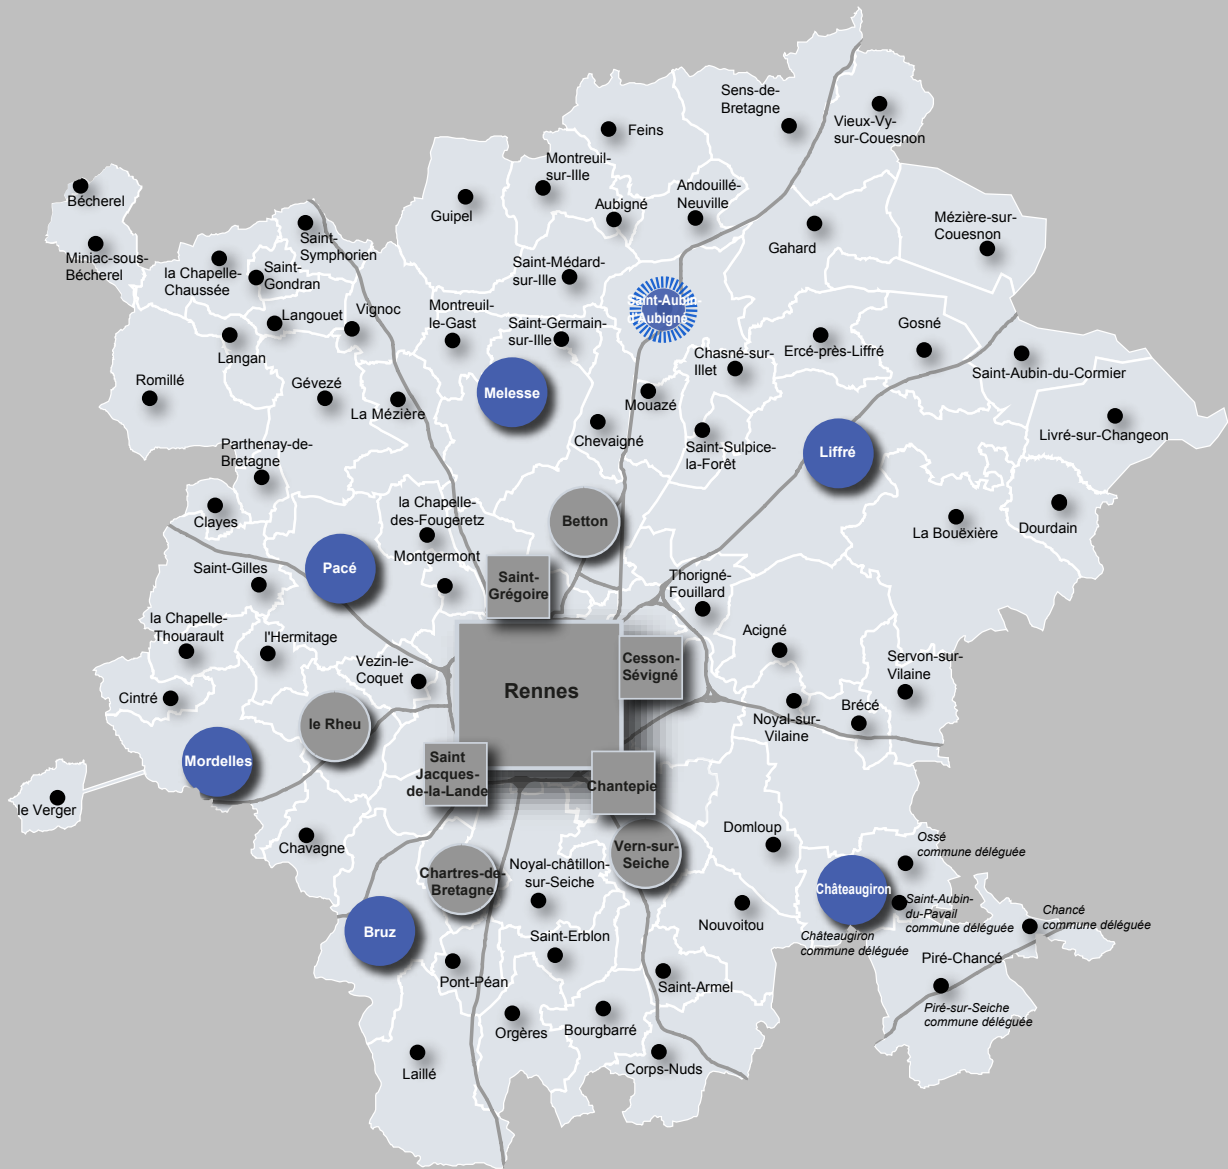 Sens-de-
Bretagne
Vieux-Vy-
sur-Couesnon
Feins
Montreuil-
sur-Ille
Andouillé-
Neuville
Aubigné
Guipel
Bécherel
Mézière-sur-
Couesnon
Gahard
Miniac-sous-
Bécherel
Saint-
Symphorien
la Chapelle-
Chaussée
Saint-
Gondran
Saint-Médard-
sur-Ille
Saint-Aubin-
d'Aubigné
Langouet
Vignoc
Montreuil-
le-Gast
Saint-Germain-
sur-Ille
Gosné
Ercé-près-Liffré
Chasné-sur-
Illet
Langan
Saint-Aubin-du-Cormier
Romillé
Gévezé
La Mézière
Melesse
Mouazé
Chevaigné
Livré-sur-Changeon
Parthenay-de-
Bretagne
Saint-Sulpice-
la-Forêt
Liffré
Clayes
la Chapelle-
des-Fougeretz
Betton
La Bouëxière
Dourdain
Montgermont
Pacé
Saint-Gilles
Saint-
Grégoire
Thorigné-
Fouillard
la Chapelle-
Thouarault
l'Hermitage
Acigné
Vezin-le-
Coquet
Cesson-
Sévigné
Servon-sur-
Vilaine
Rennes
Cintré
Brécé
Noyal-sur-
Vilaine
le Rheu
Mordelles
Saint
Jacques-
de-la-Lande
Chantepie
le Verger
Domloup
Chavagne
Vern-sur-
Seiche
Ossé
commune déléguée
Noyal-châtillon-
sur-Seiche
Chartres-de-
Bretagne
Châteaugiron
Saint-Aubin-
du-Pavail
commune déléguée
Chancé
commune déléguée
Nouvoitou
Bruz
Saint-Erblon
Châteaugiron
commune déléguée
Piré-Chancé
Pont-Péan
Saint-Armel
Piré-sur-Seiche
commune déléguée
Orgères
Bourgbarré
Laillé
Corps-Nuds